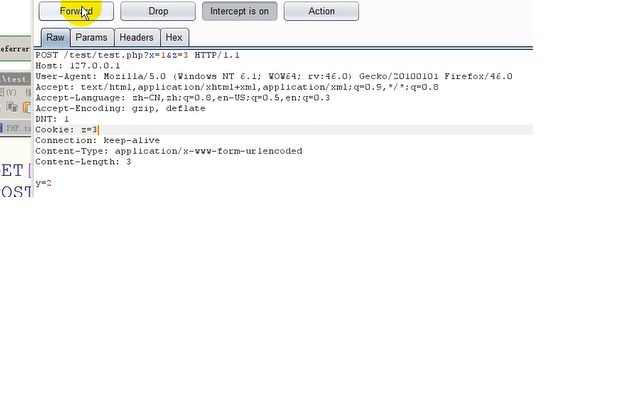 Forward Drop Intercept is on Action
Raw Params Headers Hex
eferrer
POST /test/test.php?x=1&z=3 HTTP/1.1
Host: 127.0.0.1
User-Agent: Mozilla/5.0 (Windows NT 6.1; WOW64; rv:46.0) Gecko/20100101 Firefox/46.0
\test.
Accept: text/html,application/xhtml+xml,application/xml;q=0.9,*/*;q=0.8
Accept-Language: zh-CN,zh;q=0.8,en-US;q=0.5,en;q=0.3
Accept-Encoding: gzip, deflate
DNT: 1
Cookie: z=3
Connection: keep-alive
Content-Type: application/x-www-form-urlencoded
Content-Length: 3
ET[
y=2
POST